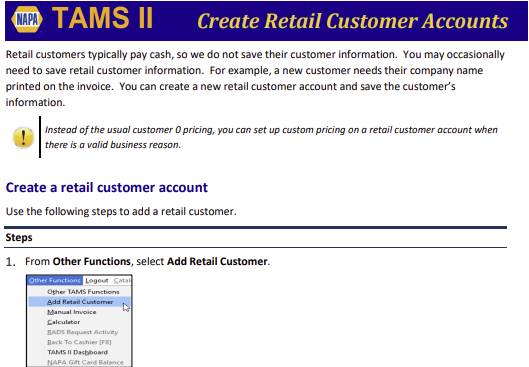 NAPA TAMS II Create Retail Customer Accounts
Retail customers typically pay cash, so we do not save their customer information. You may occasionally
need to save retail customer information. For example, a new customer needs their company name
printed on the invoice. You can create a new retail customer account and save the customer's
information.
Instead of the usual customer 0 pricing, you can set up custom pricing on a retail customer account when
there is a valid business reason.
Create a retail customer account
Use the following steps to add a retail customer.
Steps
1. From Other Functions, select Add Retail Customer.
Other Functions Logout Catal
Other TAMS Functions
Add Retail Customer
Manual Invoice
Calculator
RADS Request Activity
Back To Cashier [F8]
TAMS II Dashboard
NAPA Gift Card Balance